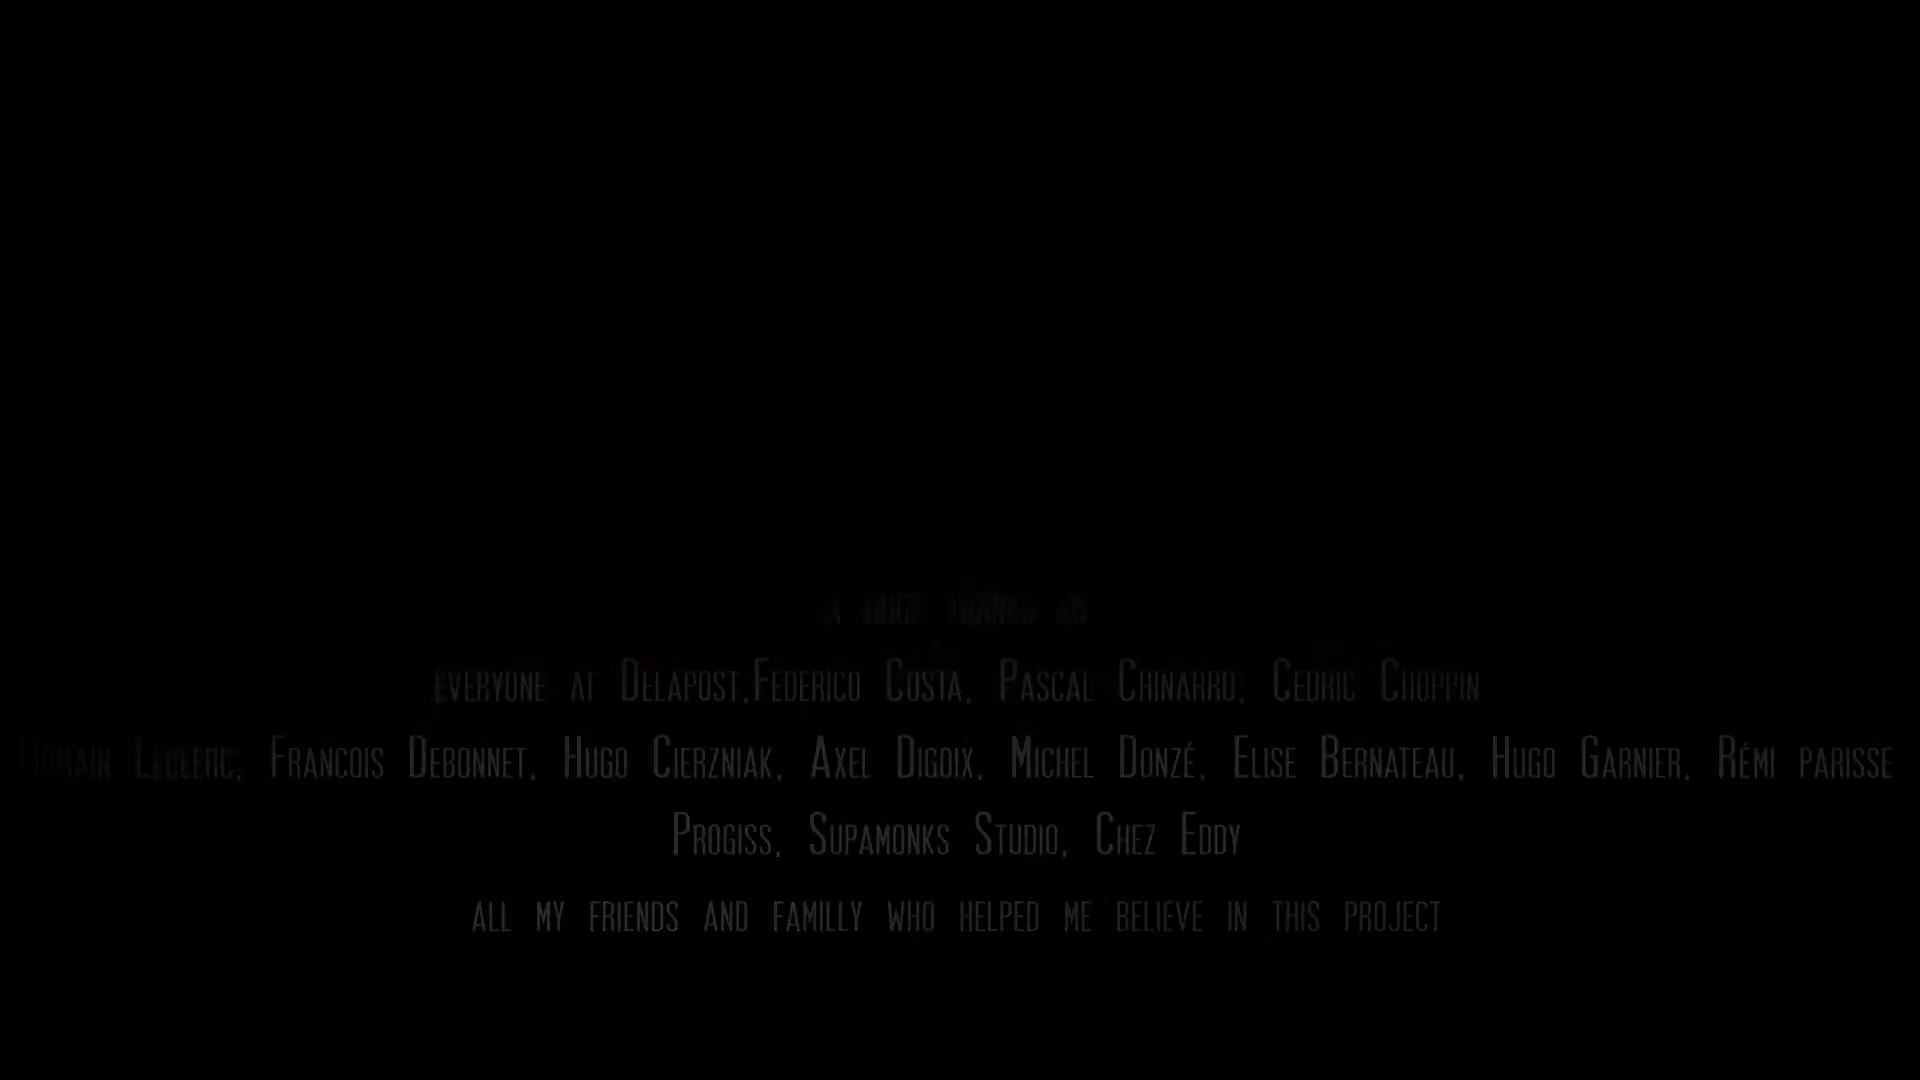 A huge thanks to
everyone at Delapost,Federico Costa, Pascal Chinarro, Cedric Choppin
Leclerc, Francois Debonnet, Hugo Cierzniak, Axel Digoix, Michel Donzé, Elise Bernateau, Hugo Garnier, Rémi parisse
Progiss, Supamonks Studio, Chez Eddy
all my friends and familly who helped me believe in this project